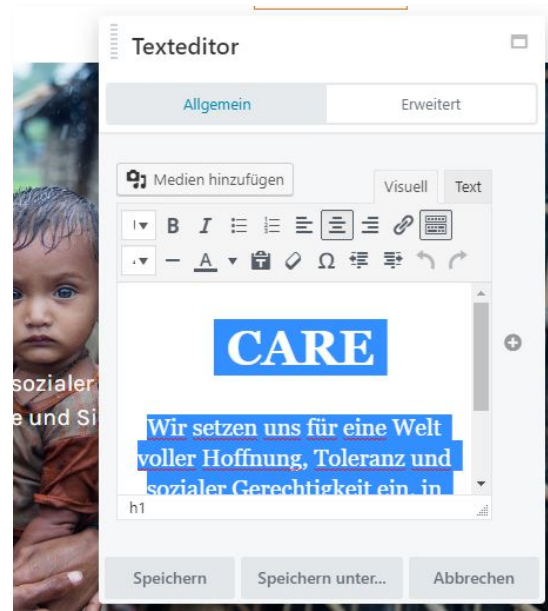 Texteditor
Allgemein
Erweitert
Medien hinzufügen
Visuell
Text
B
I
A
Ω
CARE
Wir setzen uns für eine Welt
voller Hoffnung, Toleranz und
sozialer Gerechtigkeit ein, in
h1
sozialer
e und Si
Speichern
Speichern unter...
Abbrechen